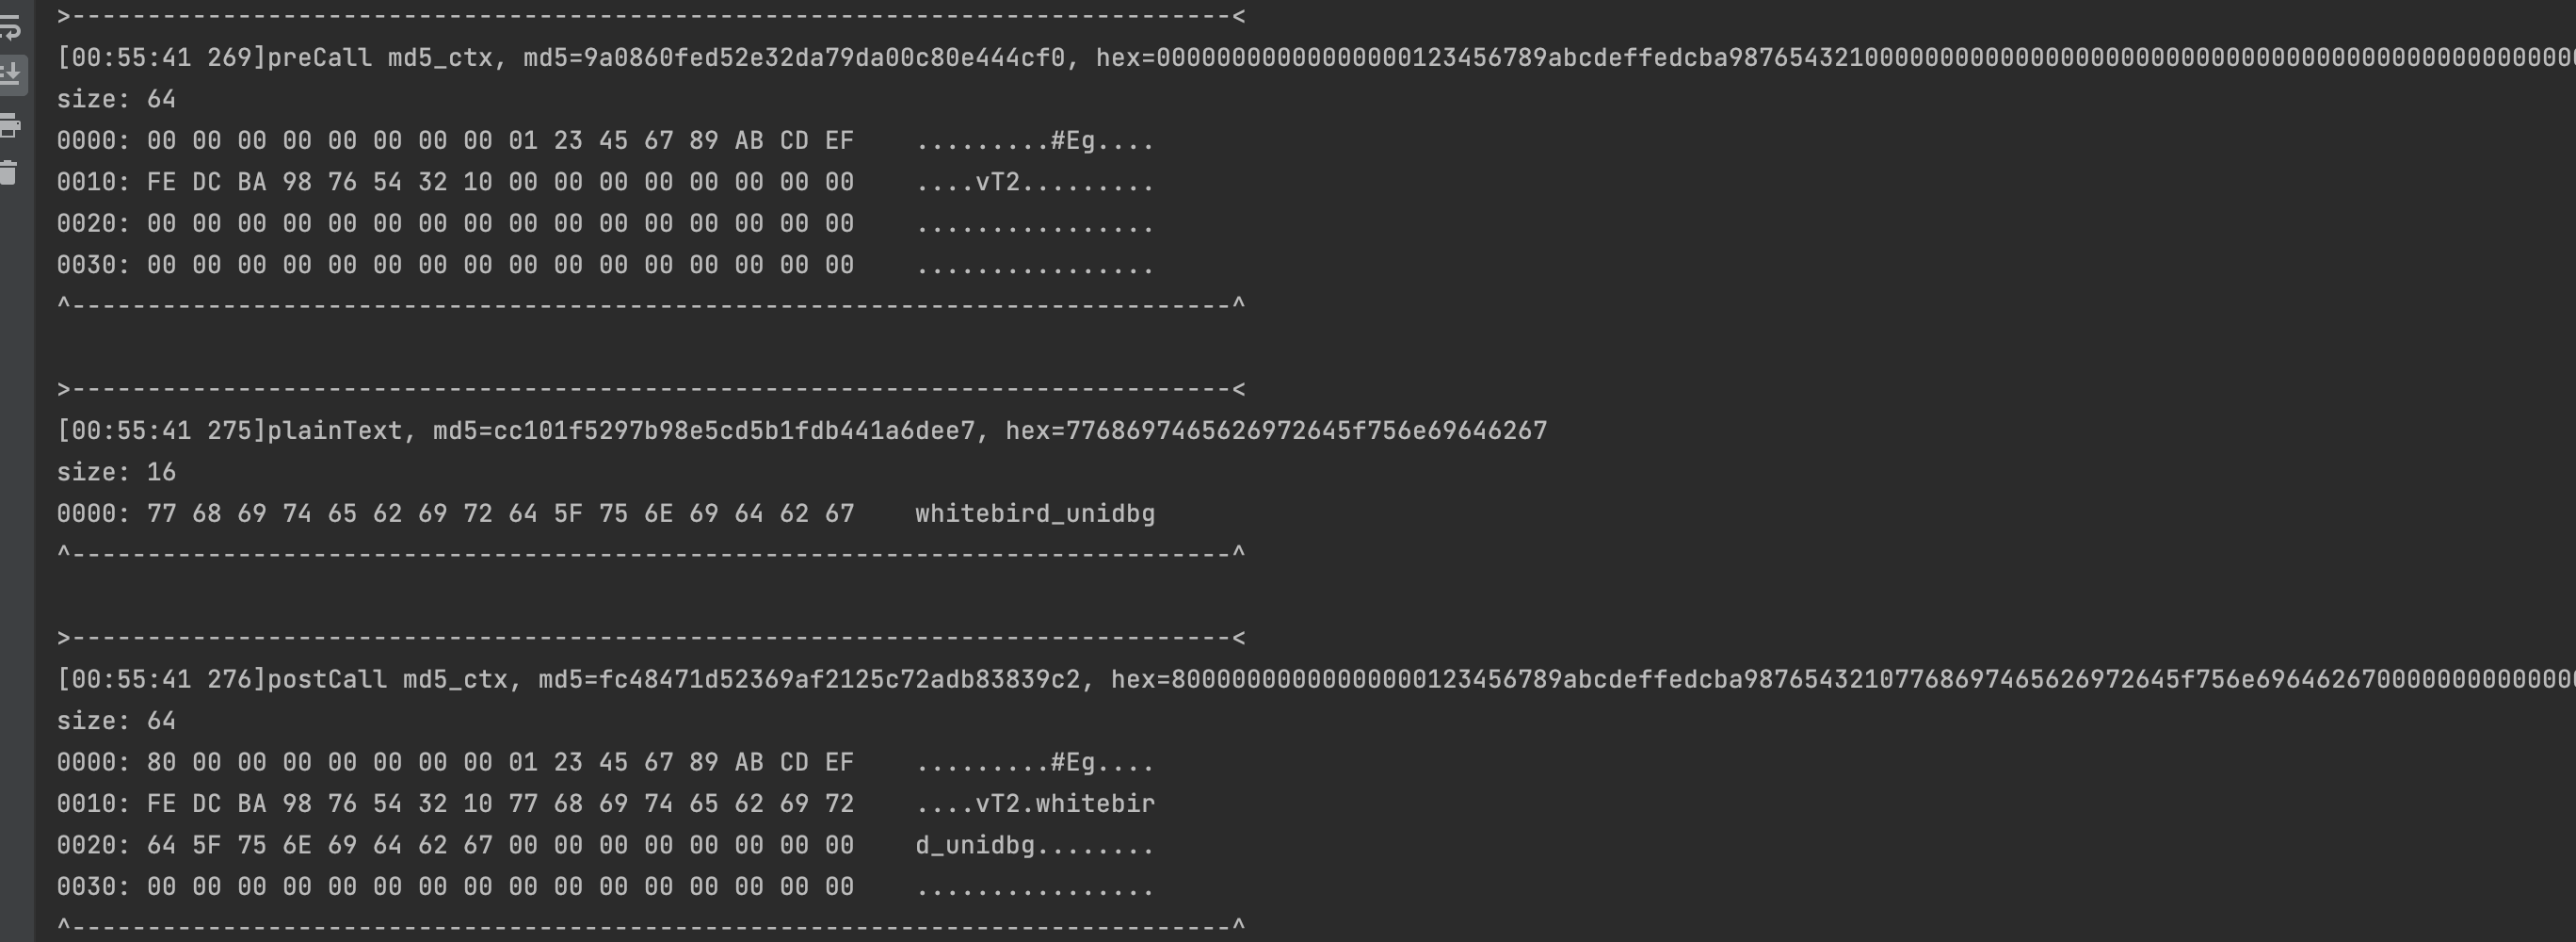 >-----------------------------------------------------------------------------<
[00:55:41 269]preCall md5_ctx, md5=9a0860fed52e32da79da00c80e444cf0, hex=00000000000000000123456789abcdeffedcba98765432100000000000000000000000000000000000000000000000
size: 64
0000: 00 00 00 00 00 00 00 00 01 23 45 67 89 AB CD EF    .........#Eg....
0010: FE DC BA 98 76 54 32 10 00 00 00 00 00 00 00 00    ....vT2.........
0020: 00 00 00 00 00 00 00 00 00 00 00 00 00 00 00 00    ................
0030: 00 00 00 00 00 00 00 00 00 00 00 00 00 00 00 00    ................
^-----------------------------------------------------------------------------^
>-----------------------------------------------------------------------------<
[00:55:41 275]plainText, md5=cc101f5297b98e5cd5b1fdb441a6dee7, hex=7768697465626972645f756e69646267
size: 16
0000: 77 68 69 74 65 62 69 72 64 5F 75 6E 69 64 62 67    whitebird_unidbg
^-----------------------------------------------------------------------------^
>-----------------------------------------------------------------------------<
[00:55:41 276]postCall md5_ctx, md5=fc48471d52369af2125c72adb83839c2, hex=80000000000000000123456789abcdeffedcba98765432107768697465626972645f756e696462670000000000000
size: 64
0000: 80 00 00 00 00 00 00 00 01 23 45 67 89 AB CD EF    .........#Eg....
0010: FE DC BA 98 76 54 32 10 77 68 69 74 65 62 69 72    ....vT2.whitebir
0020: 64 5F 75 6E 69 64 62 67 00 00 00 00 00 00 00 00    d_unidbg........
0030: 00 00 00 00 00 00 00 00 00 00 00 00 00 00 00 00    ................
^-----------------------------------------------------------------------------^